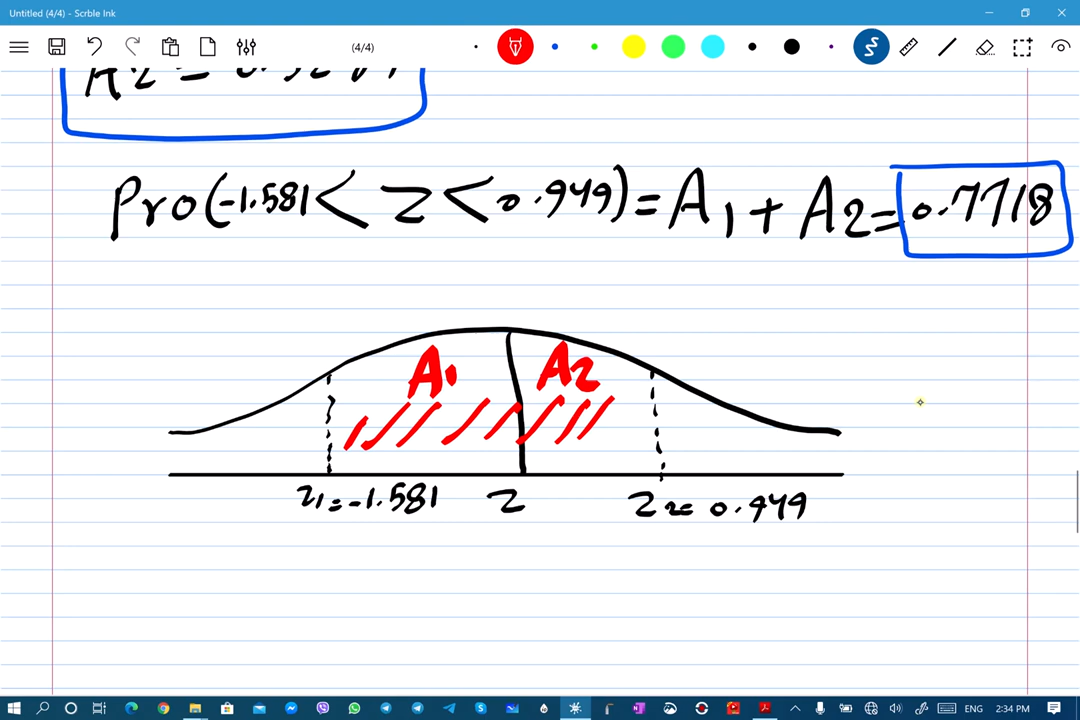 Untitled (4/4) - Scrble Ink
(4/4)
Pro(-1.581 < Z < 0.949) = A1 + A2 = 0.7718
A1 A2
Z1 = -1.581 Z Z2 = 0.949
ENG 2:34 PM